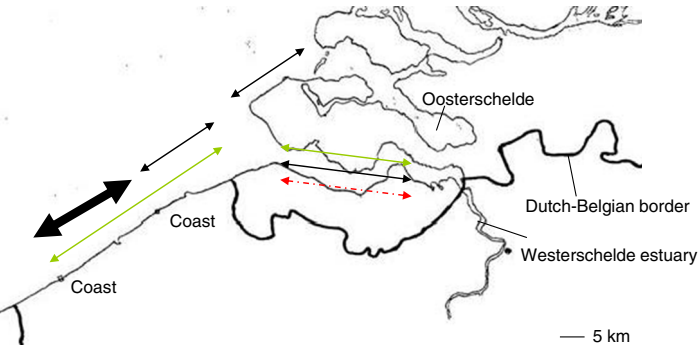 Oosterschelde
Dutch-Belgian border
Coast
Westerschelde estuary
Coast
5 km